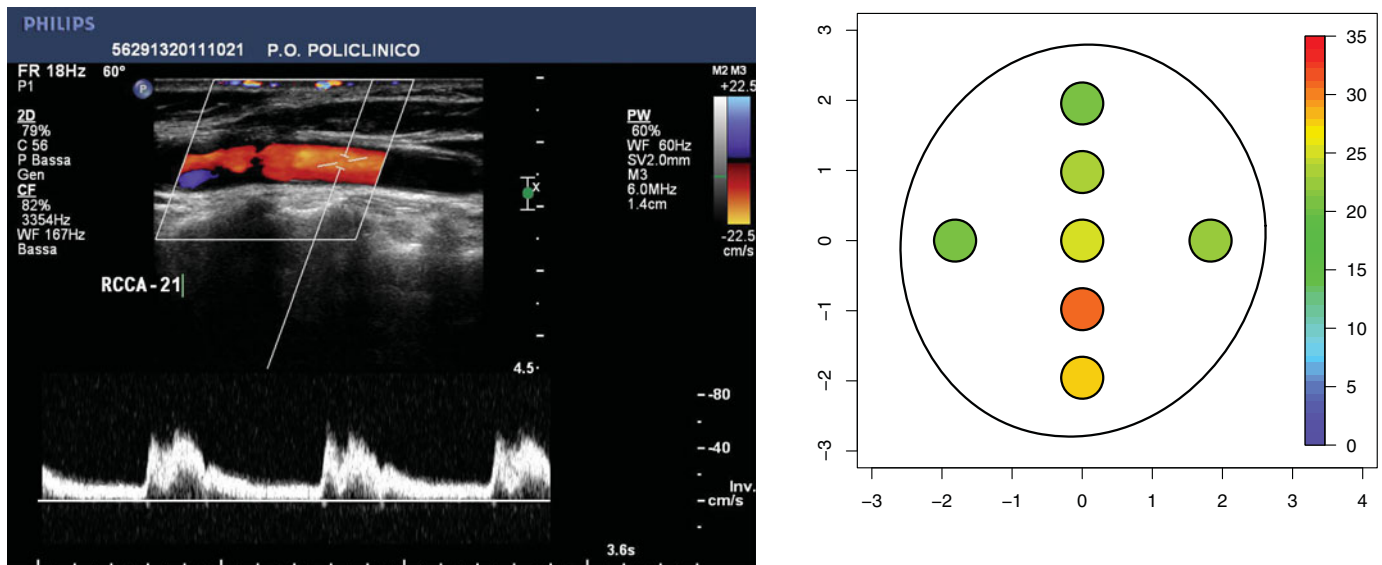 PHILIPS
56291320111021 P.O. POLICLINICO
FR 18Hz 60°
P1
P
2D
79%
C 56
P Bassa
Gen
CF
82%
3354Hz
WF 167Hz
Bassa
M2 M3
+22.5
PW
60%
WF 60Hz
SV2.0mm
M3
6.0MHz
1.4cm
x
-22.5
cm/s
RCCA-21
4.5
-80
-40
Inv.
cm/s
3.6s
3
2
1
0
−1
−2
−3
−3 −2 −1 0 1 2 3 4
35
30
25
20
15
10
5
0